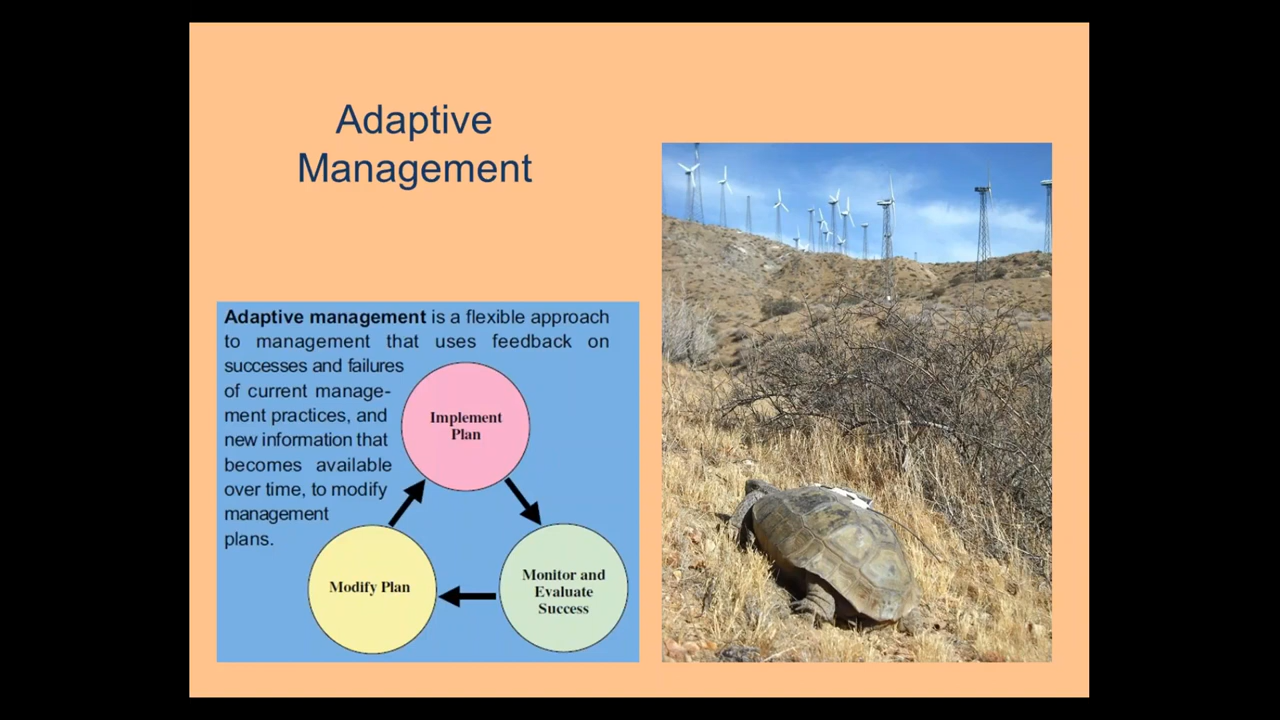 Adaptive
Management
Adaptive management is a flexible approach
to management that uses feedback on
successes and failures
of current manage-
ment practices, and
new information that
becomes available
over time, to modify
management
plans.
Implement
Plan
Monitor and
Evaluate
Success
Modify Plan